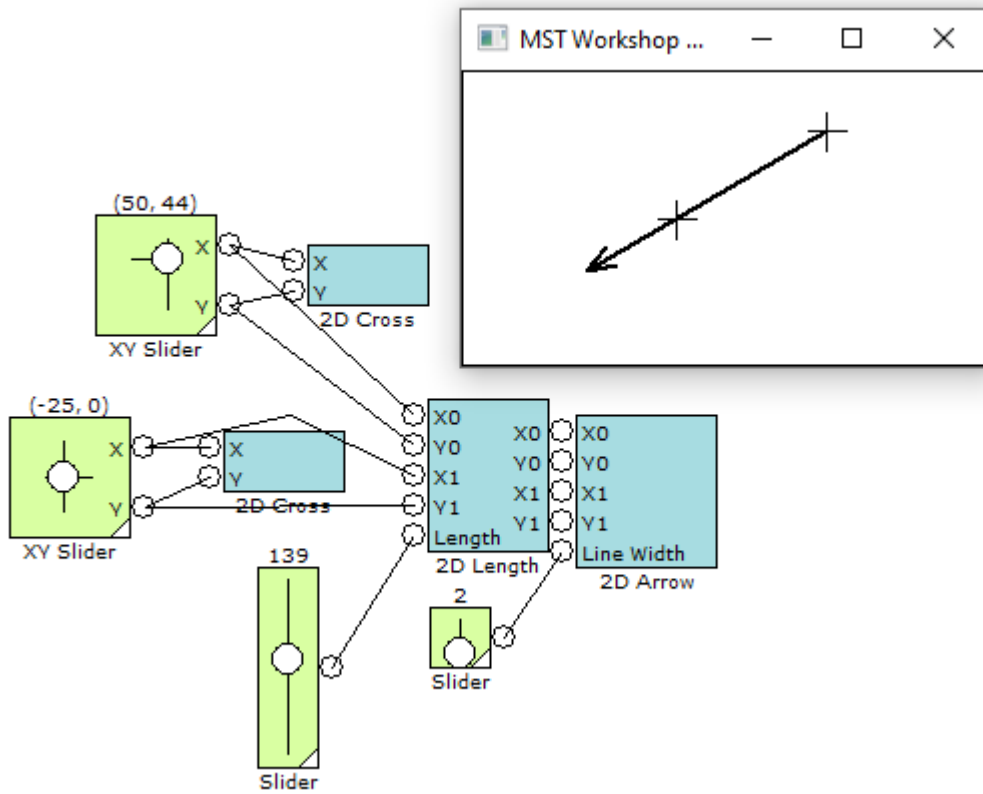 MST Workshop ...
(50, 44)
X
Y
XY Slider
X
Y
2D Cross
(-25, 0)
X
Y
XY Slider
X
Y
2D Cross
X0
Y0
X1
Y1
Length
X0
Y0
X1
Y1
2D Length
X0
Y0
X1
Y1
Line Width
2D Arrow
139
Slider
2
Slider